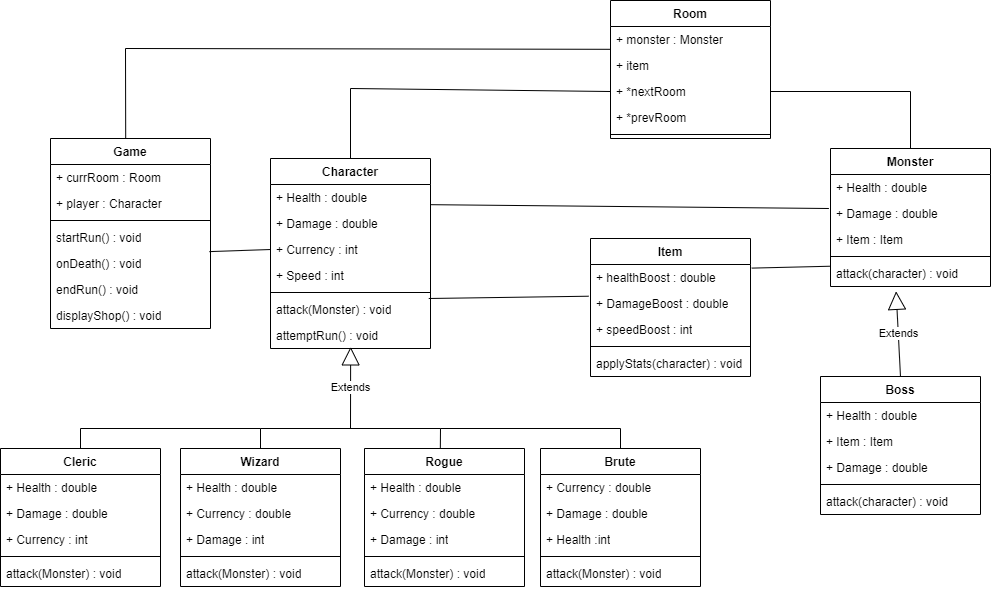 Room
+ monster : Monster
+ item
+ *nextRoom
+ *prevRoom
Game
+ currRoom : Room
+ player : Character
startRun() : void
onDeath() : void
endRun() : void
displayShop() : void
Character
+ Health : double
+ Damage : double
+ Currency : int
+ Speed : int
attack(Monster) : void
attemptRun() : void
Monster
+ Health : double
+ Damage : double
+ Item : Item
attack(character) : void
Item
+ healthBoost : double
+ DamageBoost : double
+ speedBoost : int
applyStats(character) : void
Extends
Extends
Boss
+ Health : double
+ Item : Item
+ Damage : double
attack(character) : void
Cleric
+ Health : double
+ Damage : double
+ Currency : int
attack(Monster) : void
Wizard
+ Health : double
+ Currency : double
+ Damage : int
attack(Monster) : void
Rogue
+ Health : double
+ Currency : double
+ Damage : int
attack(Monster) : void
Brute
+ Currency : double
+ Damage : double
+ Health :int
attack(Monster) : void